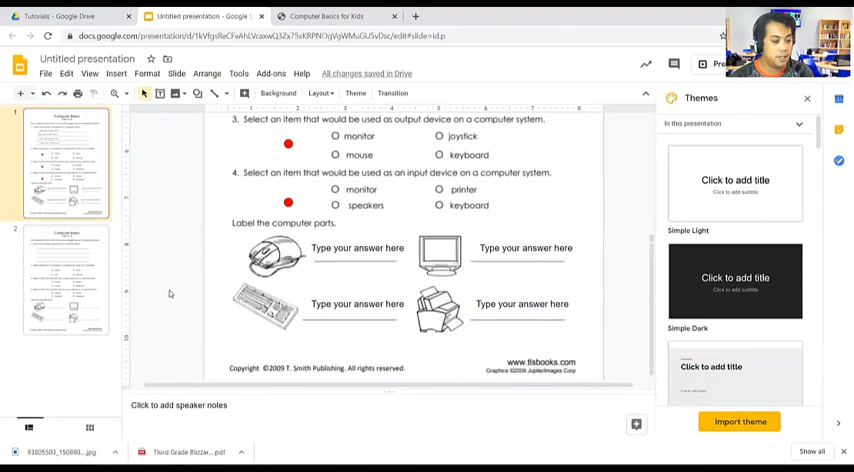 Tutorials - Google Drive
Untitled presentation - Google S
Computer Basics for Kids
docs.google.com/presentation/d/1kVfgsReCFvAhLVcaxwQ3Zx75xKRPNOgVgWMuGU5vDsc/edit#slide=id.p
Untitled presentation
File Edit View Insert Format Slide Arrange Tools Add-ons Help All changes saved in Drive
Background Layout Theme Transition
Themes
In this presentation
1
2
3. Select an item that would be used as output device on a computer system.
monitor joystick
mouse keyboard
4. Select an item that would be used as an input device on a computer system.
monitor printer
speakers keyboard
Label the computer parts.
Type your answer here Type your answer here
Type your answer here Type your answer here
www.tlsbooks.com
Copyright ©2009 T. Smith Publishing. All rights reserved.
Graphics ©2009 JupiterImages Corp.
Click to add title
Click to add subtitle
Simple Light
Click to add title
Click to add subtitle
Simple Dark
Click to add title
Import theme
Click to add speaker notes
93805503_150890....jpg
Third Grade Blizzar....pdf
Show all